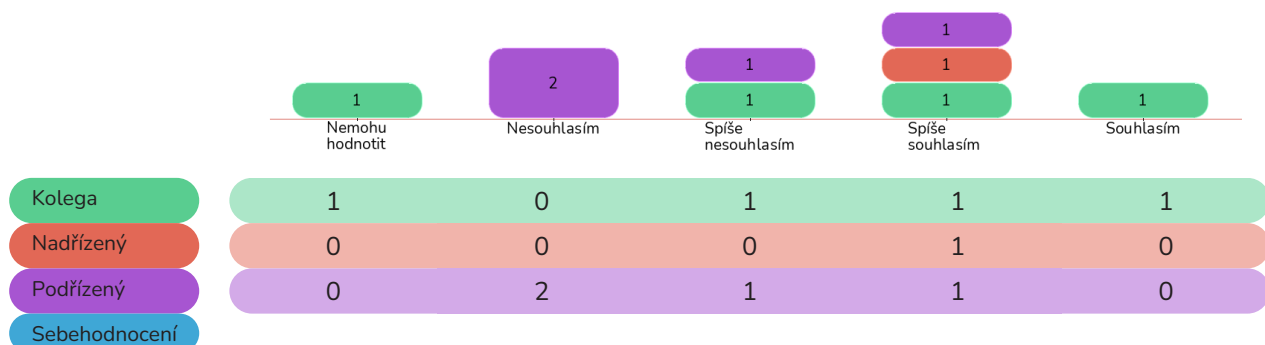 1
1
2
1
1
1
1
1
1
Nemohu
hodnotit
Nesouhlasím
Spíše
nesouhlasím
Spíše
souhlasím
Souhlasím
Kolega 1 0 1 1 1
Nadřízený 0 0 0 1 0
Podřízený 0 2 1 1 0
Sebehodnocení